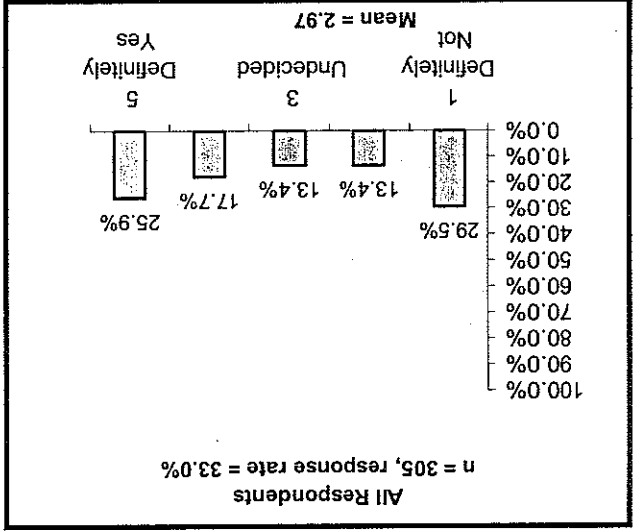 All Respondents
n = 305, response rate = 33.0%
100.0%
90.0%
80.0%
70.0%
60.0%
50.0%
40.0%
30.0%
20.0%
10.0%
0.0%
29.5%
13.4%
13.4%
17.7%
25.9%
1 3 5
Definitely Undecided Definitely
Not Yes
Mean = 2.97